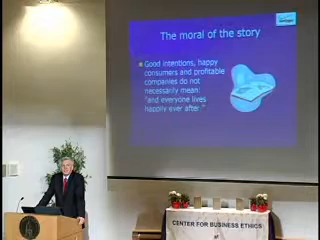 The moral of the story
Good intentions, happy
consumers and profitable
companies do not
necessarily mean:
"and everyone lives
happily ever after."
CENTER FOR BUSINESS ETHICS
at